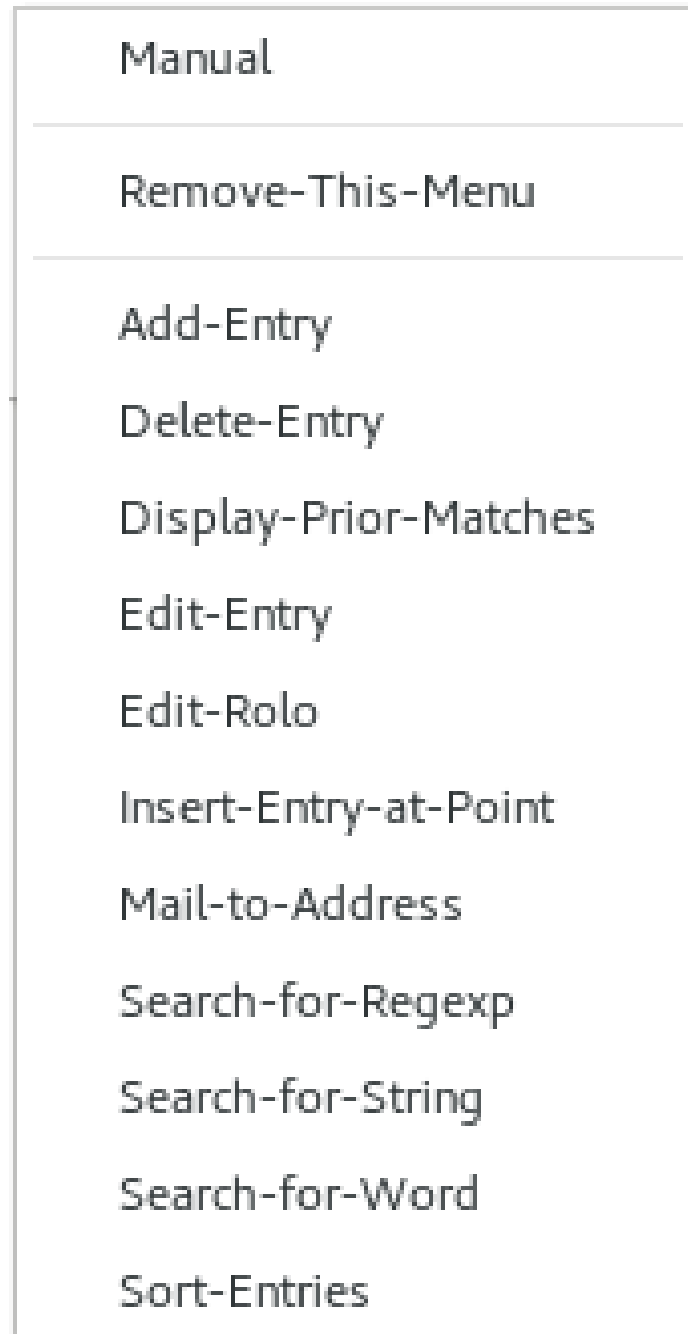 Manual
Remove-This-Menu
Add-Entry
Delete-Entry
Display-Prior-Matches
Edit-Entry
Edit-Rolo
Insert-Entry-at-Point
Mail-to-Address
Search-for-Regexp
Search-for-String
Search-for-Word
Sort-Entries